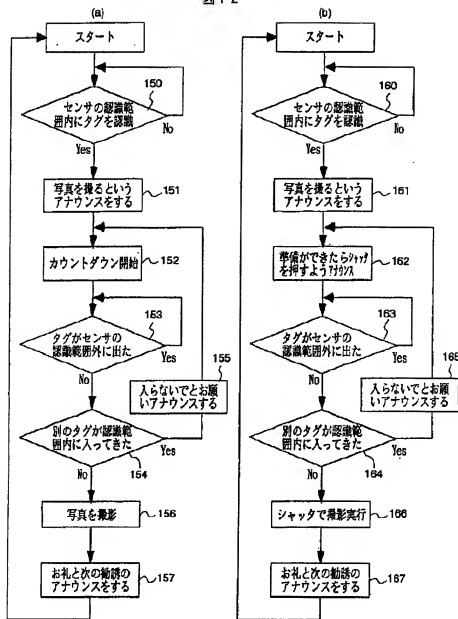 図12
(a)
スタート
150
センサの認識範
囲内にタグを認識
No
Yes
写真を撮るという
アナウンスをする
151
カウントダウン開始
152
153
タグがセンサの
認識範囲外に出た
Yes
No
155
入らないでとお願
いアナウンスする
別のタグが認識範
囲内に入ってきた
Yes
154
No
写真を撮影
156
お礼と次の勧誘の
アナウンスをする
157
(b)
スタート
160
センサの認識範
囲内にタグを認識
No
Yes
写真を撮るという
アナウンスをする
161
準備ができたらシャッタ
を押すようアナウンス
162
163
タグがセンサの
認識範囲外に出た
Yes
No
165
入らないでとお願
いアナウンスする
別のタグが認識範
囲内に入ってきた
Yes
164
No
シャッタで撮影実行
166
お礼と次の勧誘の
アナウンスをする
167